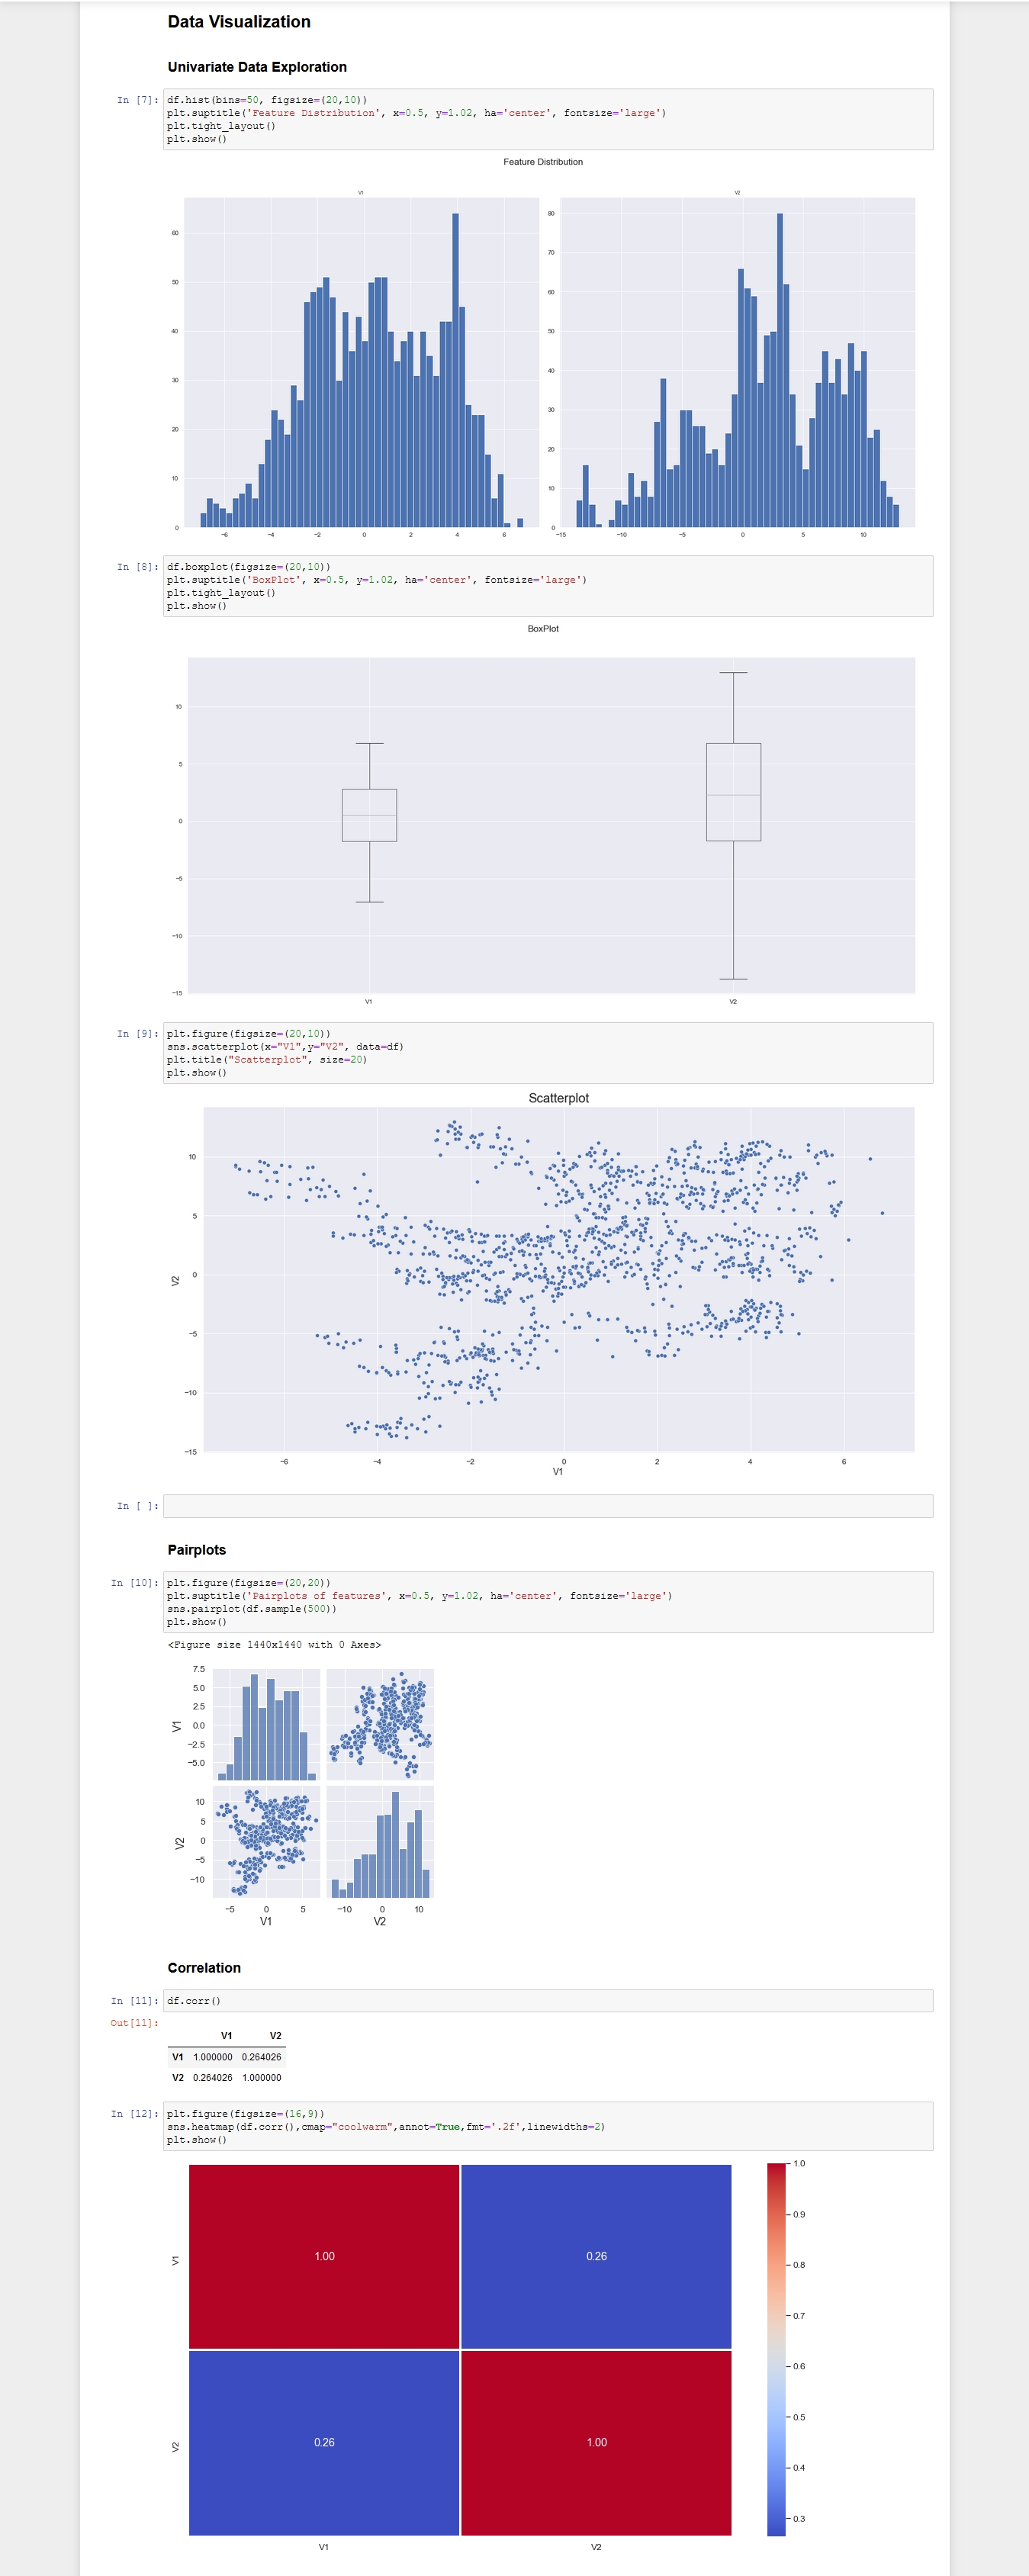 Data Visualization
Univariate Data Exploration
In [7]: df.hist(bins=50, figsize=(20,10))
plt.suptitle('Feature Distribution', x=0.5, y=1.02, ha='center', fontsize='large')
plt.tight_layout()
plt.show()
Feature Distribution
V1
V2
60
50
40
30
20
10
0
−6 −4 −2 0 2 4 6
80
70
60
50
40
30
20
10
0
−15 −10 −5 0 5 10
In [8]: df.boxplot(figsize=(20,10))
plt.suptitle('BoxPlot', x=0.5, y=1.02, ha='center', fontsize='large')
plt.tight_layout()
plt.show()
BoxPlot
10
5
0
−5
−10
−15
V1 V2
In [9]: plt.figure(figsize=(20,10))
sns.scatterplot(x="V1",y="V2", data=df)
plt.title("Scatterplot", size=20)
plt.show()
Scatterplot
10
5
0
V2
−5
−10
−15
−6 −4 −2 0 2 4 6
V1
In [ ]:
Pairplots
In [10]: plt.figure(figsize=(20,20))
plt.suptitle('Pairplots of features', x=0.5, y=1.02, ha='center', fontsize='large')
sns.pairplot(df.sample(500))
plt.show()
<Figure size 1440x1440 with 0 Axes>
7.5
5.0
2.5
V1
0.0
−2.5
−5.0
10
5
V2
0
−5
−10
−5 0 5 −10 0 10
V1 V2
Correlation
In [11]: df.corr()
Out[11]:
V1 V2
V1 1.000000 0.264026
V2 0.264026 1.000000
In [12]: plt.figure(figsize=(16,9))
sns.heatmap(df.corr(),cmap="coolwarm",annot=True,fmt='.2f',linewidths=2)
plt.show()
V1 1.00 0.26
V2 0.26 1.00
V1 V2
1.0
0.9
0.8
0.7
0.6
0.5
0.4
0.3